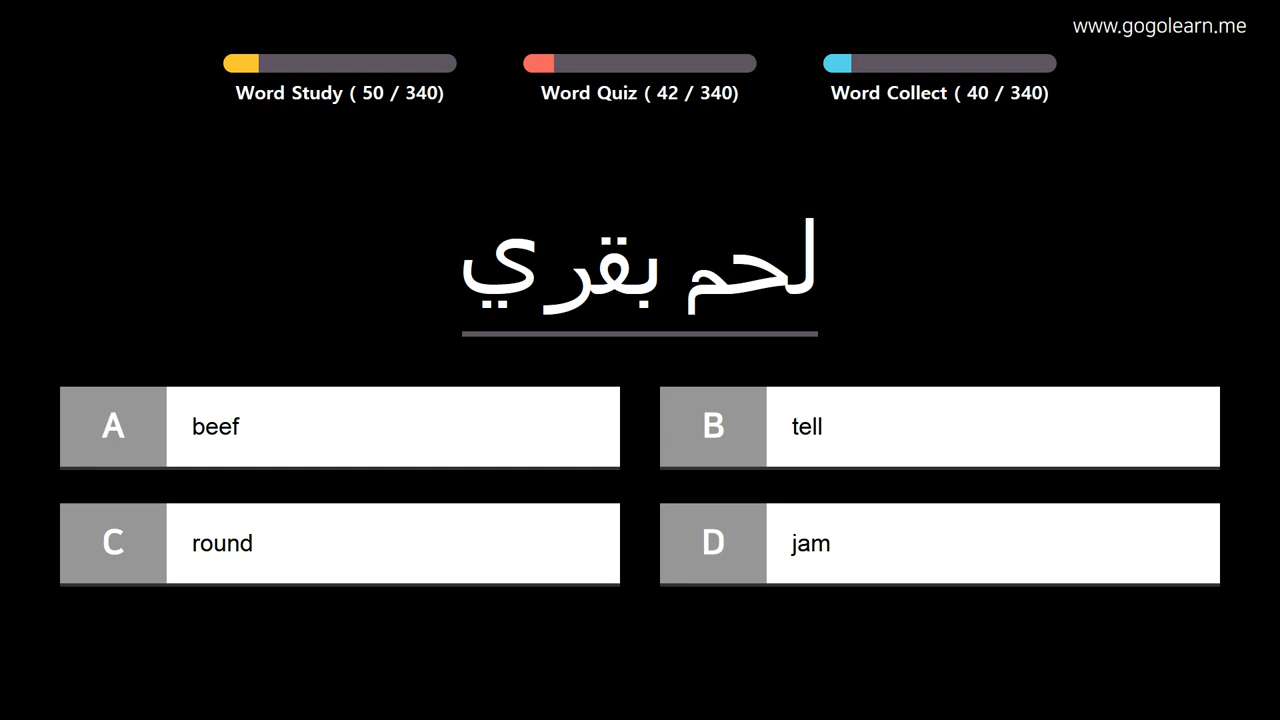 www.gogolearn.me
Word Study ( 50 / 340)
Word Quiz ( 42 / 340)
Word Collect ( 40 / 340)
لحم بقري
A beef
B tell
C round
D jam